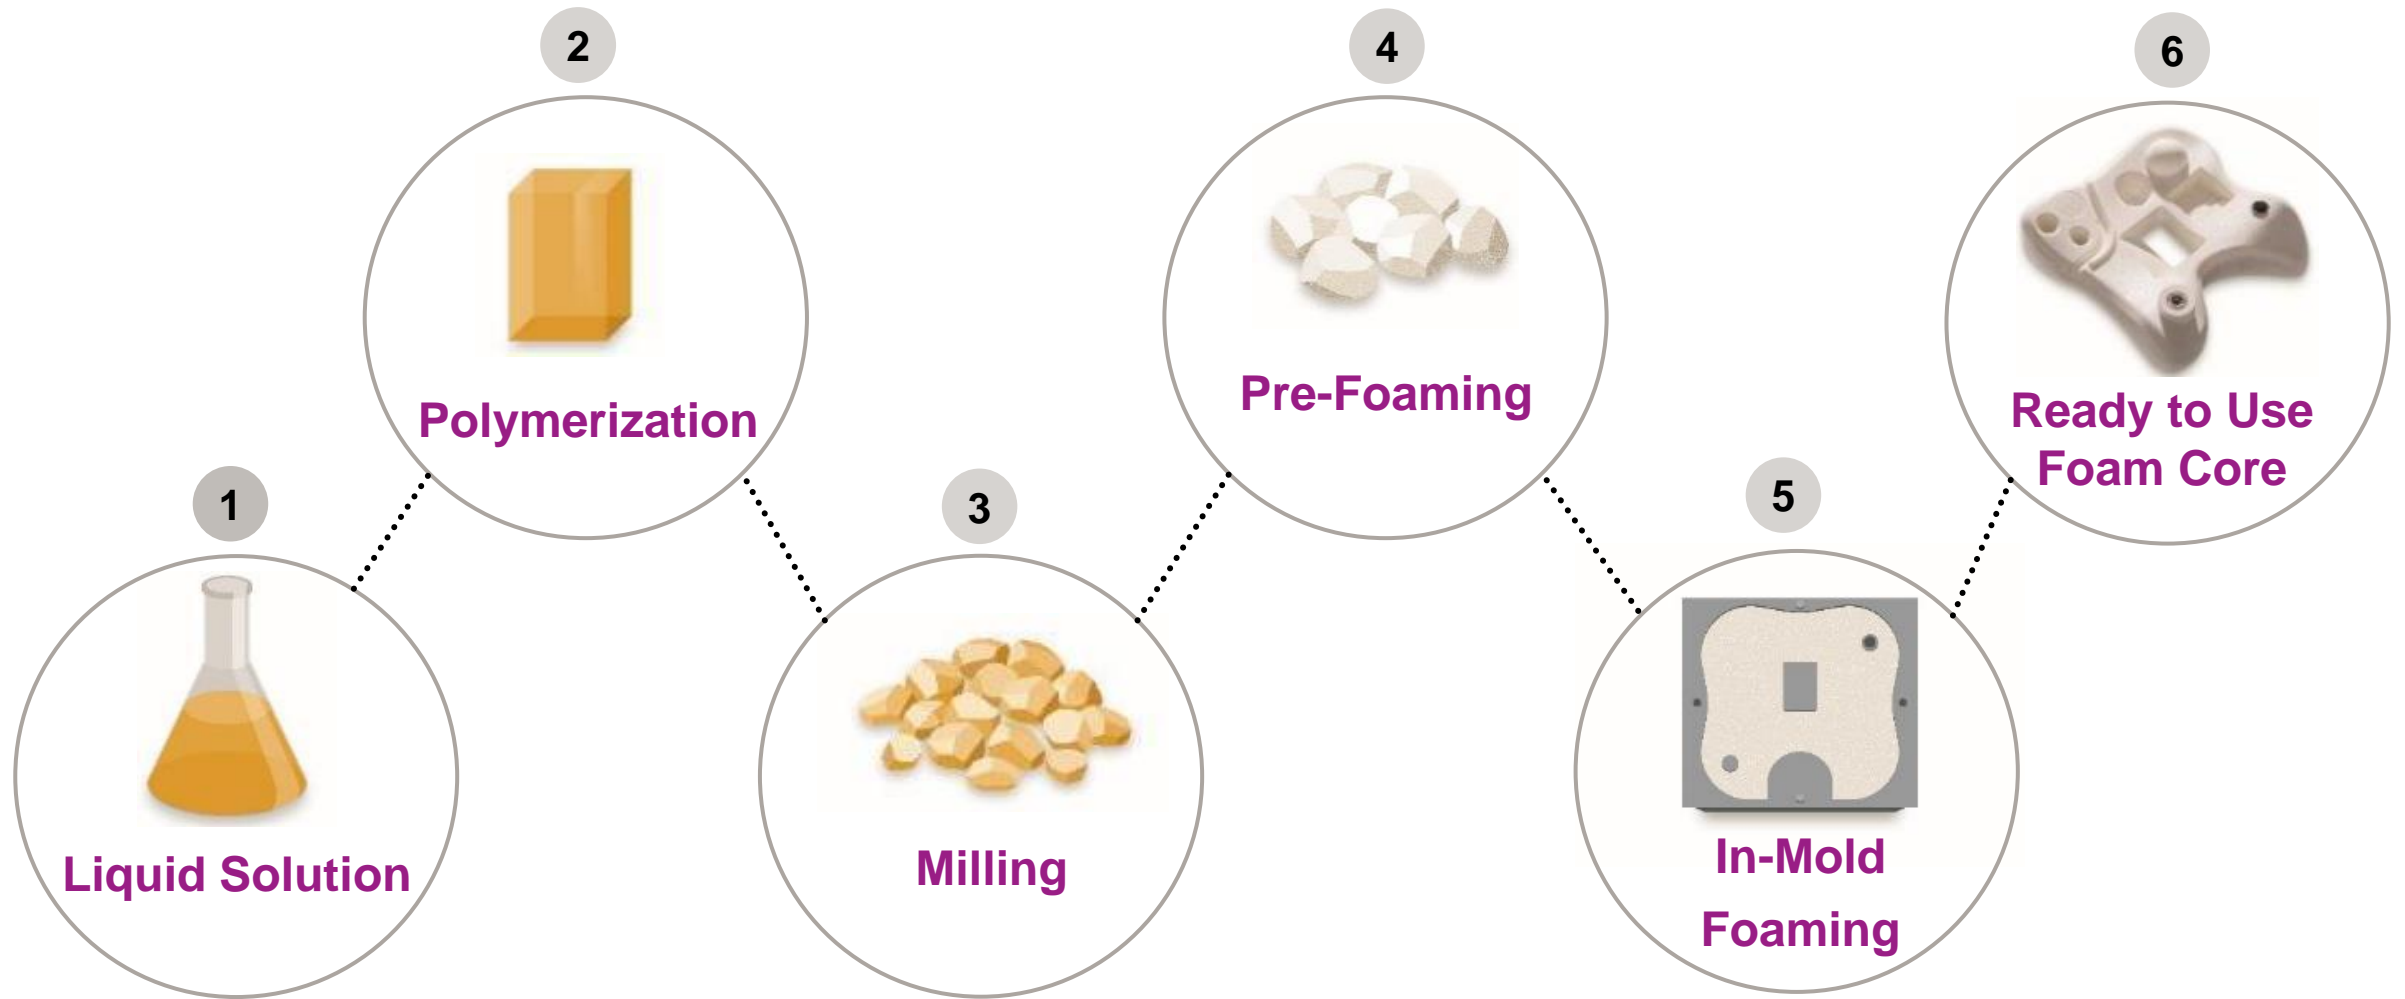 1
Liquid Solution
2
Polymerization
3
Milling
4
Pre-Foaming
5
In-Mold
Foaming
6
Ready to Use
Foam Core